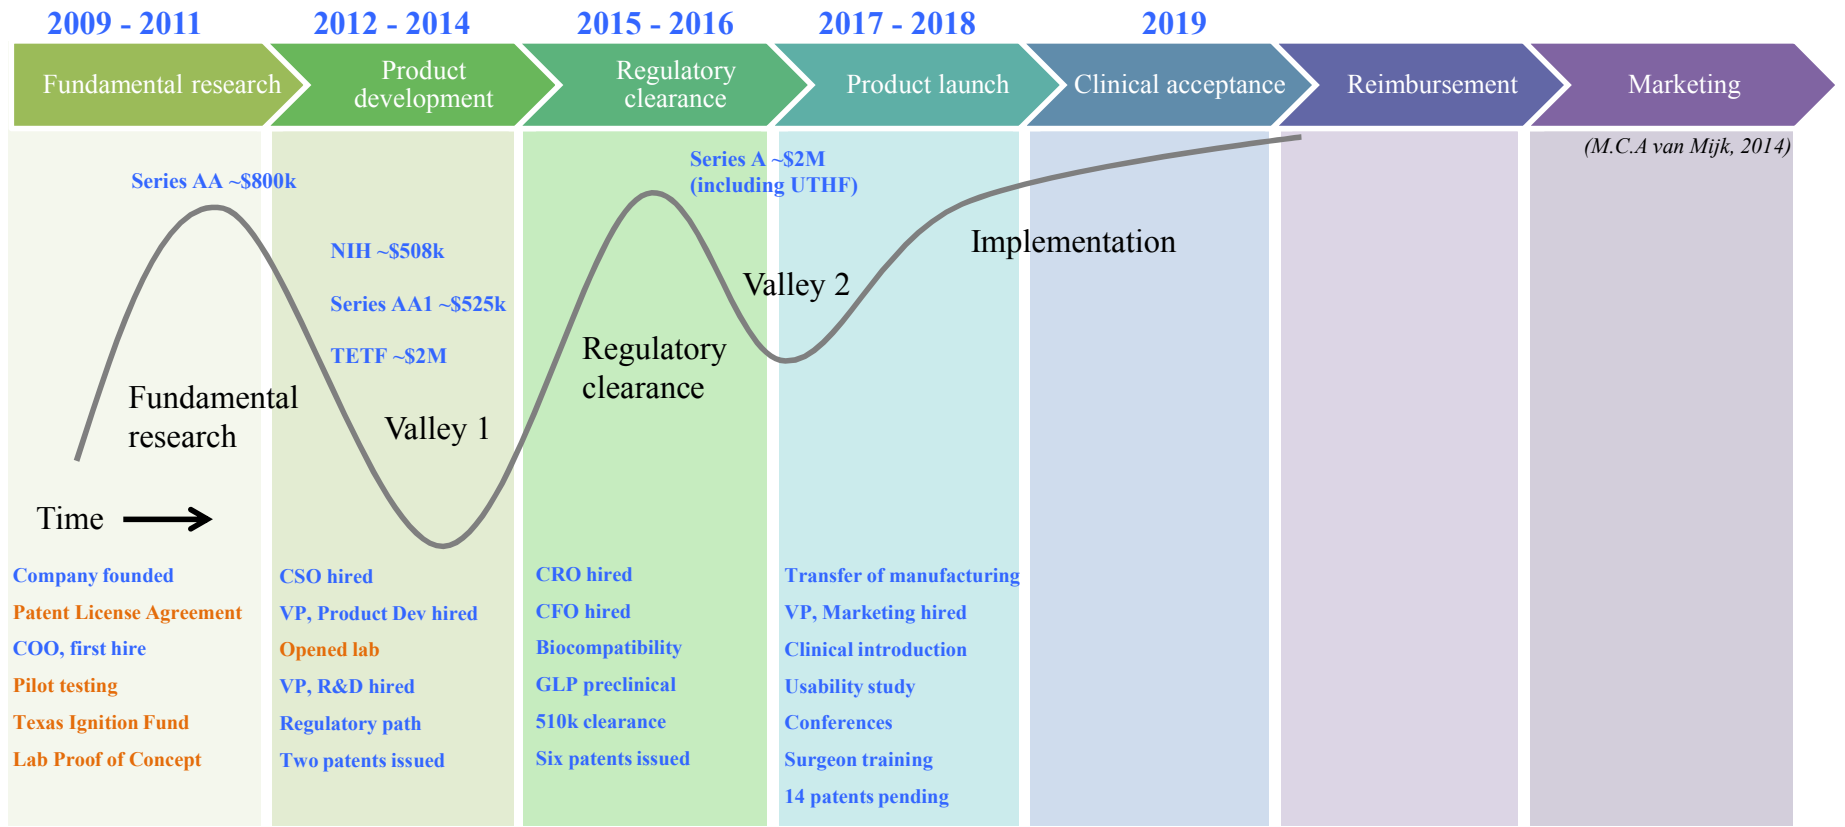 2009 - 2011
2012 - 2014
2015 - 2016
2017 - 2018
2019
Fundamental research
Product
development
Regulatory
clearance
Product launch
Clinical acceptance
Reimbursement
Marketing
(M.C.A van Mijk, 2014)
Series AA ~$800k
NIH ~$508k
Series AA1 ~$525k
TETF ~$2M
Series A ~$2M
(including UTHF)
Fundamental
research
Valley 1
Regulatory
clearance
Valley 2
Implementation
Time
Company founded
Patent License Agreement
COO, first hire
Pilot testing
Texas Ignition Fund
Lab Proof of Concept
CSO hired
VP, Product Dev hired
Opened lab
VP, R&D hired
Regulatory path
Two patents issued
CRO hired
CFO hired
Biocompatibility
GLP preclinical
510k clearance
Six patents issued
Transfer of manufacturing
VP, Marketing hired
Clinical introduction
Usability study
Conferences
Surgeon training
14 patents pending